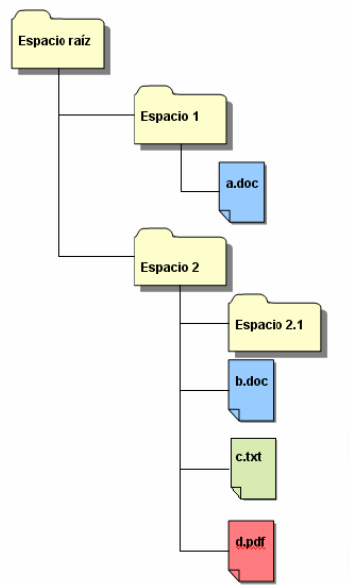 Espacio raíz
Espacio 1
a.doc
Espacio 2
Espacio 2.1
b.doc
c.txt
d.pdf